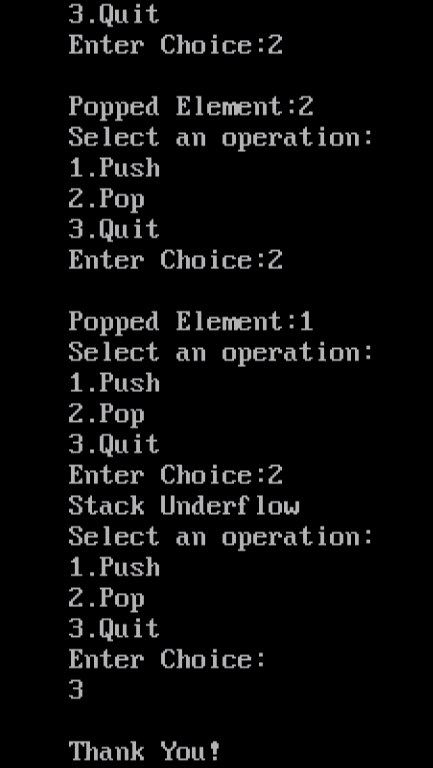 3.Quit
Enter Choice:2
Popped Element:2
Select an operation:
1.Push
2.Pop
3.Quit
Enter Choice:2
Popped Element:1
Select an operation:
1.Push
2.Pop
3.Quit
Enter Choice:2
Stack Underflow
Select an operation:
1.Push
2.Pop
3.Quit
Enter Choice:
3
Thank You!